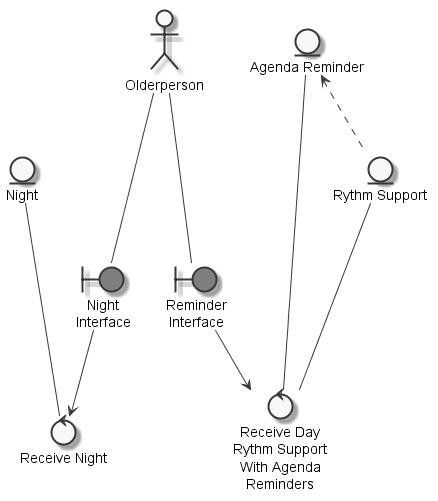 Olderperson
Agenda Reminder
Night
Rythm Support
Night
Interface
Reminder
Interface
Receive Night
Receive Day
Rythm Support
With Agenda
Reminders